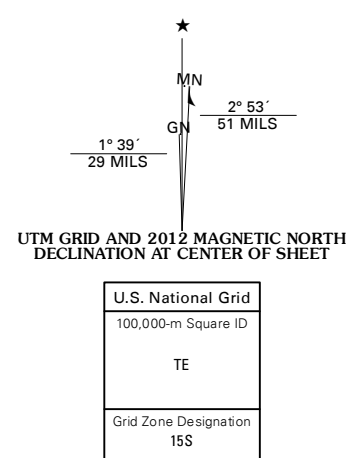 ★
MN
GN
2° 53´
51 MILS
1° 39´
29 MILS
UTM GRID AND 2012 MAGNETIC NORTH
DECLINATION AT CENTER OF SHEET
U.S. National Grid
100,000-m Square ID
TE
Grid Zone Designation
15S